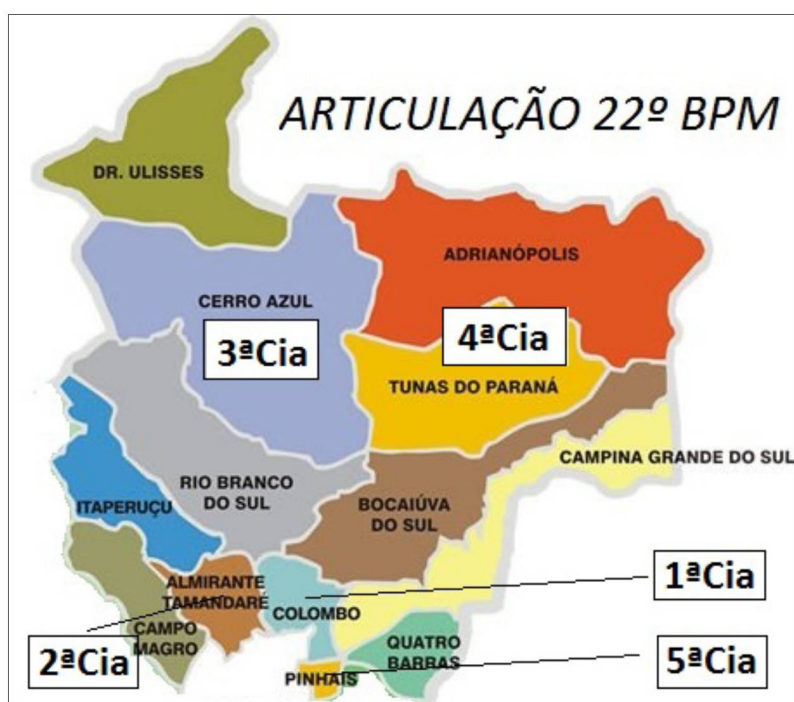 ARTICULAÇÃO 22º BPM
DR. ULISSES
ADRIANÓPOLIS
CERRO AZUL
3ªCia
4ªCia
TUNAS DO PARANÁ
CAMPINA GRANDE DO SUL
RIO BRANCO
DO SUL
BOCAIÚVA
DO SUL
ITAPERUÇU
ALMIRANTE
TAMANDARÉ
1ªCia
COLOMBO
CAMPO
MAGRO
2ªCia
QUATRO
BARRAS
5ªCia
PINHAIS